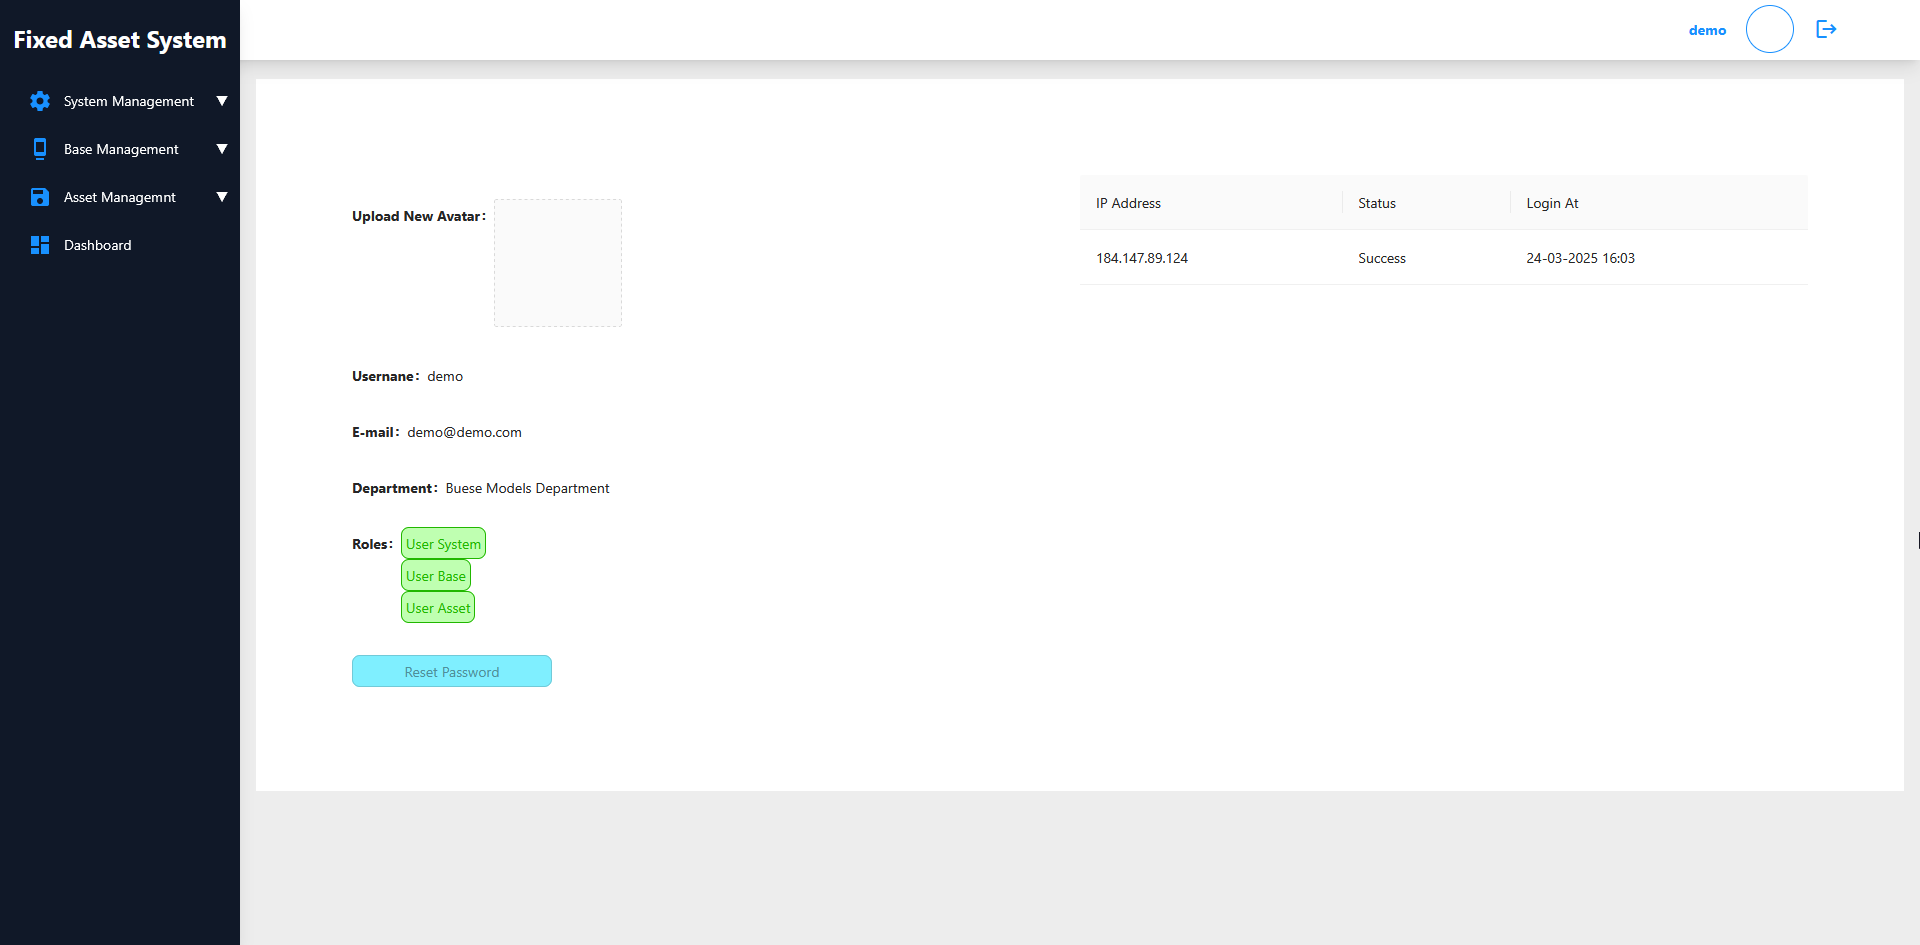 Fixed Asset System
System Management
Base Management
Asset Managemnt
Dashboard
demo
Upload New Avatar:
Usernane: demo
E-mail: demo@demo.com
Department: Buese Models Department
Roles: User System
User Base
User Asset
Reset Password
IP Address Status Login At
184.147.89.124 Success 24-03-2025 16:03